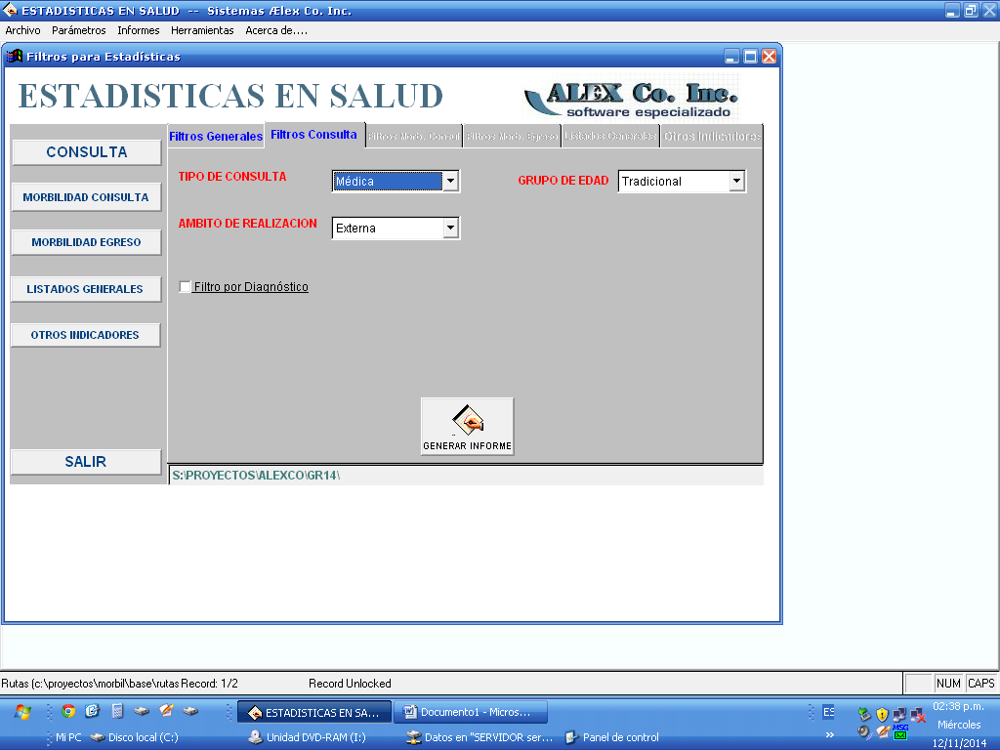 ESTADISTICAS EN SALUD -- Sistemas Ælex Co. Inc.
Archivo Parámetros Informes Herramientas Acerca de....
Filtros para Estadísticas
ESTADISTICAS EN SALUD
ALEX Co. Inc.
software especializado
CONSULTA
MORBILIDAD CONSULTA
MORBILIDAD EGRESO
LISTADOS GENERALES
OTROS INDICADORES
SALIR
Filtros Generales Filtros Consulta Filtros Morb. Consul Filtros Morb. Egreso Listados Generales Otros Indicadores
TIPO DE CONSULTA Médica GRUPO DE EDAD Tradicional
AMBITO DE REALIZACION Externa
Filtro por Diagnóstico
GENERAR INFORME
S:\PROYECTOS\ALEXCO\GR14\
Rutas (c:\proyectos\morbil\base\rutas Record: 1/2 Record Unlocked NUM CAPS
ESTADISTICAS EN SA... Documento1 - Micros... ES 02:38 p.m.
Mi PC Disco local (C:) Unidad DVD-RAM (I:) Datos en "SERVIDOR ser... Panel de control » MSG Miércoles
12/11/2014